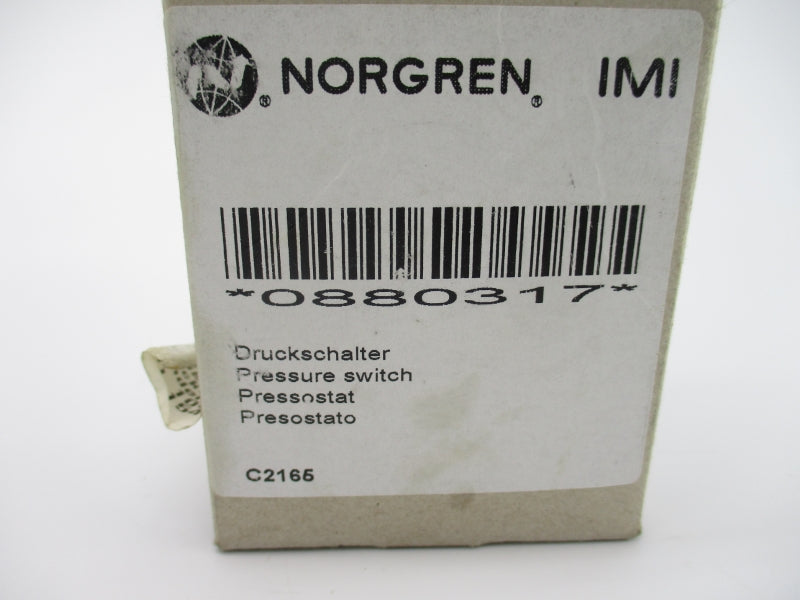 NORGREN® IMI
*0880317*
Druckschalter
Pressure switch
Pressostat
Presostato
C2165